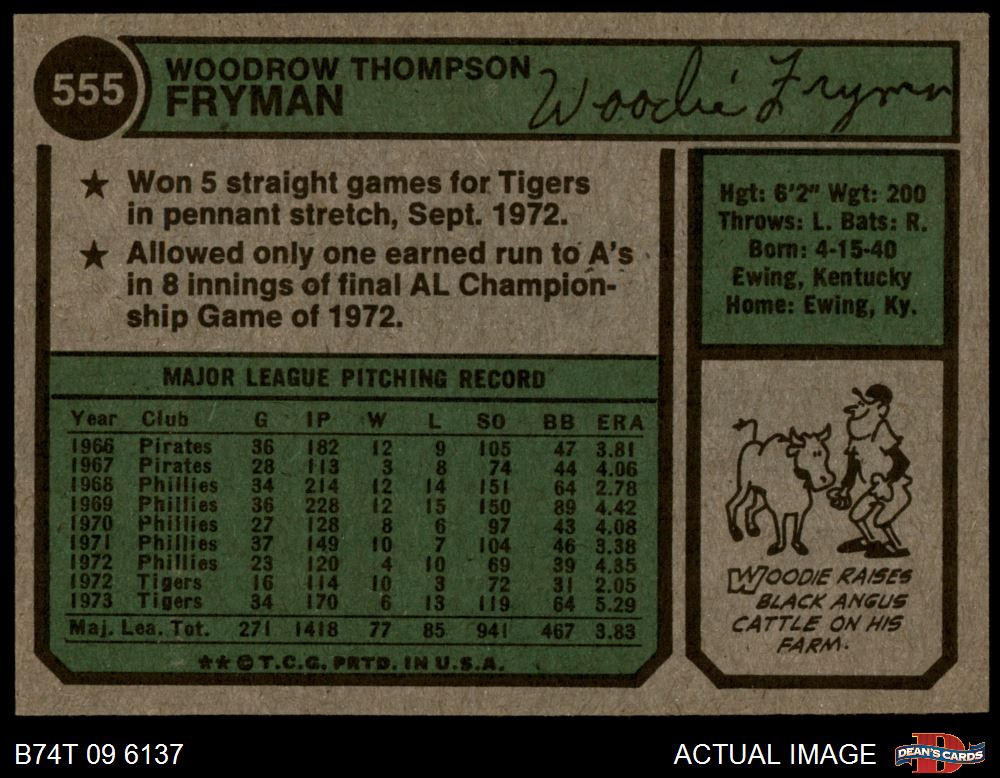 555
WOODROW THOMPSON
FRYMAN
Woodie Fryman
★ Won 5 straight games for Tigers
in pennant stretch, Sept. 1972.
★ Allowed only one earned run to A's
in 8 innings of final AL Champion-
ship Game of 1972.
Hgt: 6'2" Wgt: 200
Throws: L. Bats: R.
Born: 4-15-40
Ewing, Kentucky
Home: Ewing, Ky.
MAJOR LEAGUE PITCHING RECORD
Year Club G IP W L SO BB ERA
1966 Pirates 36 182 12 9 105 47 3.81
1967 Pirates 28 113 3 8 74 44 4.06
1968 Phillies 34 214 12 14 151 64 2.78
1969 Phillies 36 228 12 15 150 89 4.42
1970 Phillies 27 128 8 6 97 43 4.08
1971 Phillies 37 149 10 7 104 46 3.38
1972 Phillies 23 120 4 10 69 39 4.35
1972 Tigers 16 114 10 3 72 31 2.05
1973 Tigers 34 170 6 13 119 64 5.29
Maj. Lea. Tot. 271 1418 77 85 941 467 3.83
★★ © T.C.G. PRTD. IN U.S.A.
WOODIE RAISES
BLACK ANGUS
CATTLE ON HIS
FARM.
B74T 09 6137
ACTUAL IMAGE
DEAN'S CARDS